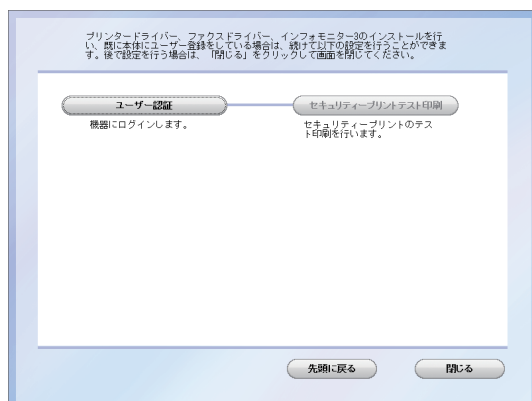 プリンタードライバー、ファクスドライバー、インフォモニター3のインストールを行
い、既に本体にユーザー登録をしている場合は、続けて以下の設定を行うことができま
す。後で設定を行う場合は、「閉じる」をクリックして画面を閉じてください。
ユーザー認証
セキュリティープリントテスト印刷
機器にログインします。
セキュリティープリントのテス
ト印刷を行います。
先頭に戻る
閉じる